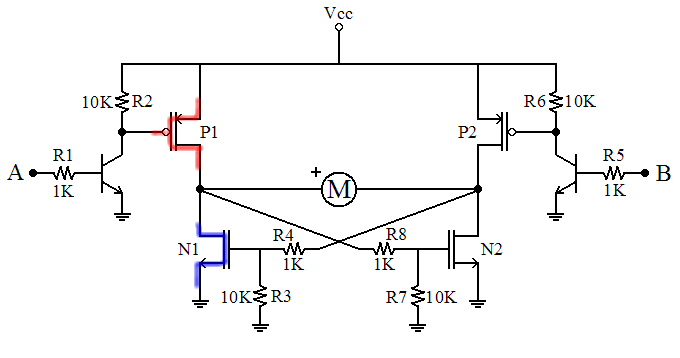 Vcc
10K R2
R6 10K
P1
P2
A
R1
1K
R5
B
1K
+
M
N1
R4
R8
N2
1K
1K
10K R3
R7 10K